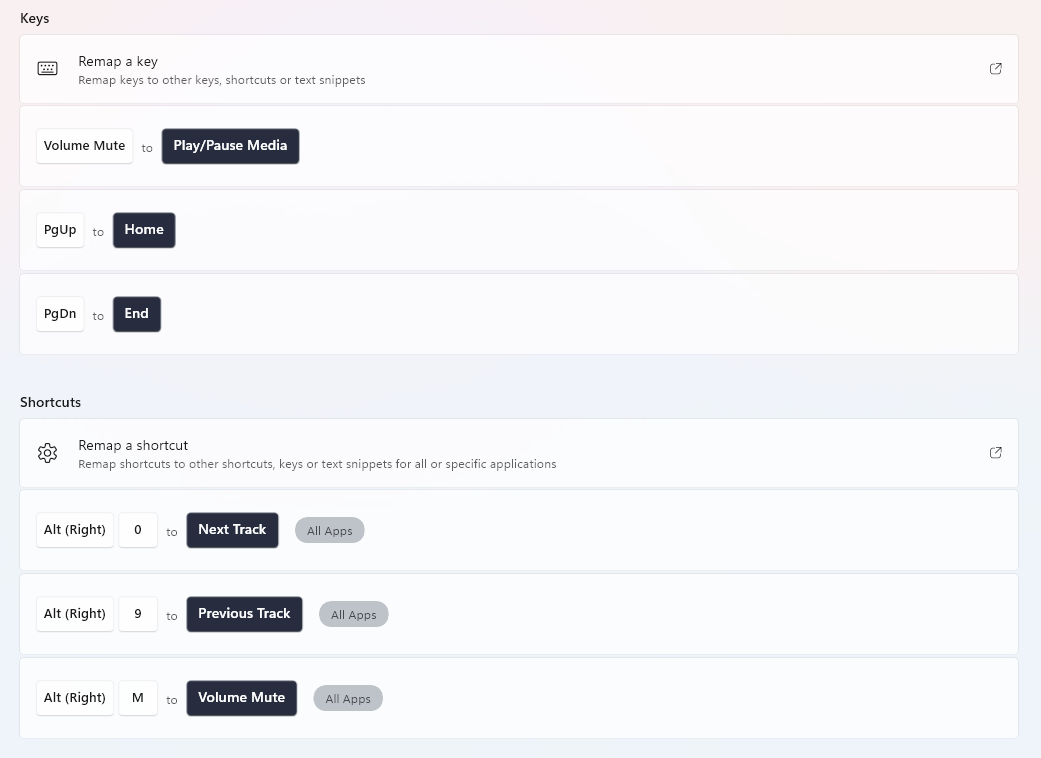 Keys
Remap a key
Remap keys to other keys, shortcuts or text snippets
Volume Mute to Play/Pause Media
PgUp to Home
PgDn to End
Shortcuts
Remap a shortcut
Remap shortcuts to other shortcuts, keys or text snippets for all or specific applications
Alt (Right) 0 to Next Track All Apps
Alt (Right) 9 to Previous Track All Apps
Alt (Right) M to Volume Mute All Apps